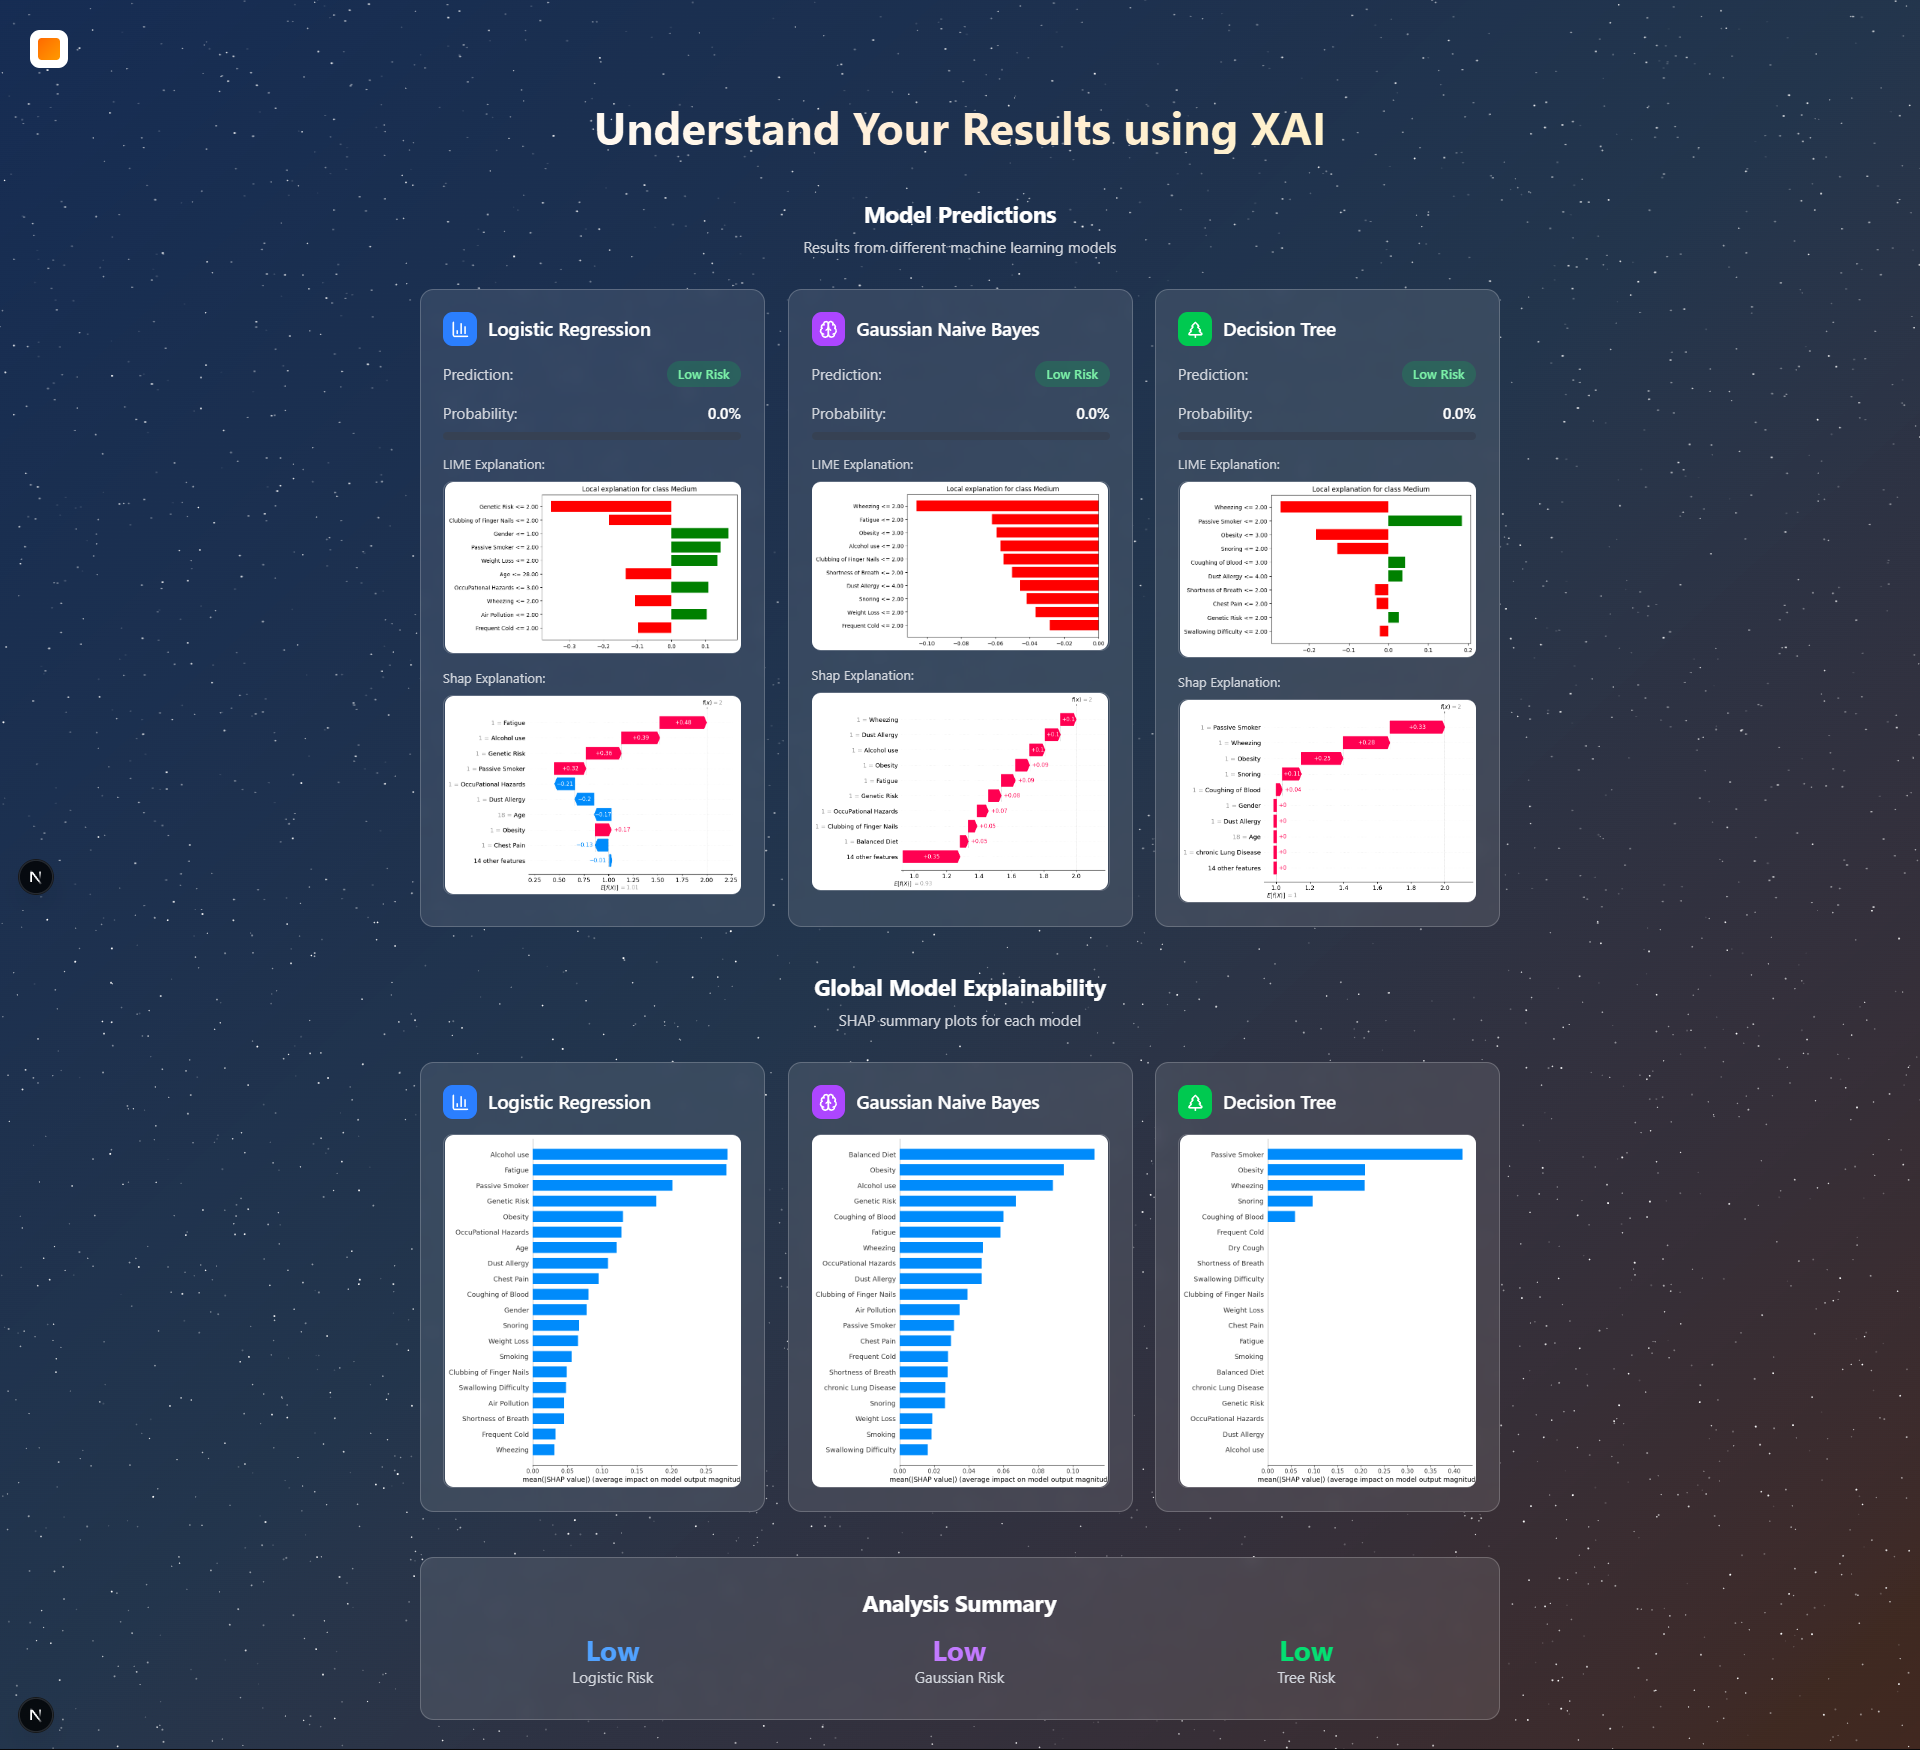 Understand Your Results using XAI
Model Predictions
Results from different machine learning models
Logistic Regression
Prediction:
Low Risk
Probability:
0.0%
LIME Explanation:
Local explanation for class Medium
Genetic Risk <= 2.00
Clubbing of Finger Nails <= 2.00
Gender <= 1.00
Passive Smoker <= 2.00
Weight Loss <= 2.00
Age <= 28.00
OccuPational Hazards <= 3.00
Wheezing <= 2.00
Air Pollution <= 2.00
Frequent Cold <= 2.00
−0.3 −0.2 −0.1 0.0 0.1
Shap Explanation:
f(x) = 2
1 = Fatigue +0.48
1 = Alcohol use +0.39
1 = Genetic Risk +0.36
1 = Passive Smoker +0.32
1 = OccuPational Hazards −0.21
1 = Dust Allergy −0.2
18 = Age −0.17
1 = Obesity +0.17
1 = Chest Pain −0.13
14 other features −0.01
0.25 0.50 0.75 1.00 1.25 1.50 1.75 2.00 2.25
E[f(X)] = 1.01
Gaussian Naive Bayes
Prediction:
Low Risk
Probability:
0.0%
LIME Explanation:
Local explanation for class Medium
Wheezing <= 2.00
Fatigue <= 2.00
Obesity <= 3.00
Alcohol use <= 2.00
Clubbing of Finger Nails <= 2.00
Shortness of Breath <= 2.00
Dust Allergy <= 4.00
Snoring <= 2.00
Weight Loss <= 2.00
Frequent Cold <= 2.00
−0.10 −0.08 −0.06 −0.04 −0.02 0.00
Shap Explanation:
f(x) = 2
1 = Wheezing
1 = Dust Allergy
1 = Alcohol use
1 = Obesity +0.09
1 = Fatigue +0.09
1 = Genetic Risk +0.08
1 = OccuPational Hazards +0.07
1 = Clubbing of Finger Nails +0.05
1 = Balanced Diet +0.05
14 other features +0.35
1.0 1.2 1.4 1.6 1.8 2.0
E[f(X)] = 0.93
Decision Tree
Prediction:
Low Risk
Probability:
0.0%
LIME Explanation:
Local explanation for class Medium
Wheezing <= 2.00
Passive Smoker <= 2.00
Obesity <= 3.00
Snoring <= 2.00
Coughing of Blood <= 3.00
Dust Allergy <= 4.00
Shortness of Breath <= 2.00
Chest Pain <= 2.00
Genetic Risk <= 2.00
Swallowing Difficulty <= 2.00
−0.2 −0.1 0.0 0.1 0.2
Shap Explanation:
f(x) = 2
1 = Passive Smoker +0.33
1 = Wheezing +0.28
1 = Obesity +0.25
1 = Snoring +0.11
1 = Coughing of Blood +0.04
1 = Gender +0
1 = Dust Allergy +0
18 = Age +0
1 = chronic Lung Disease +0
14 other features +0
1.0 1.2 1.4 1.6 1.8 2.0
E[f(X)] = 1
N
Global Model Explainability
SHAP summary plots for each model
Logistic Regression
Alcohol use
Fatigue
Passive Smoker
Genetic Risk
Obesity
OccuPational Hazards
Age
Dust Allergy
Chest Pain
Coughing of Blood
Gender
Snoring
Weight Loss
Smoking
Clubbing of Finger Nails
Swallowing Difficulty
Air Pollution
Shortness of Breath
Frequent Cold
Wheezing
0.00 0.05 0.10 0.15 0.20 0.25
mean(|SHAP value|) (average impact on model output magnitud
Gaussian Naive Bayes
Balanced Diet
Obesity
Alcohol use
Genetic Risk
Coughing of Blood
Fatigue
Wheezing
OccuPational Hazards
Dust Allergy
Clubbing of Finger Nails
Air Pollution
Passive Smoker
Chest Pain
Frequent Cold
Shortness of Breath
chronic Lung Disease
Snoring
Weight Loss
Smoking
Swallowing Difficulty
0.00 0.02 0.04 0.06 0.08 0.10
mean(|SHAP value|) (average impact on model output magnitud
Decision Tree
Passive Smoker
Obesity
Wheezing
Snoring
Coughing of Blood
Frequent Cold
Dry Cough
Shortness of Breath
Swallowing Difficulty
Clubbing of Finger Nails
Weight Loss
Chest Pain
Fatigue
Smoking
Balanced Diet
chronic Lung Disease
Genetic Risk
OccuPational Hazards
Dust Allergy
Alcohol use
0.00 0.05 0.10 0.15 0.20 0.25 0.30 0.35 0.40
mean(|SHAP value|) (average impact on model output magnitud
Analysis Summary
Low
Logistic Risk
Low
Gaussian Risk
Low
Tree Risk
N